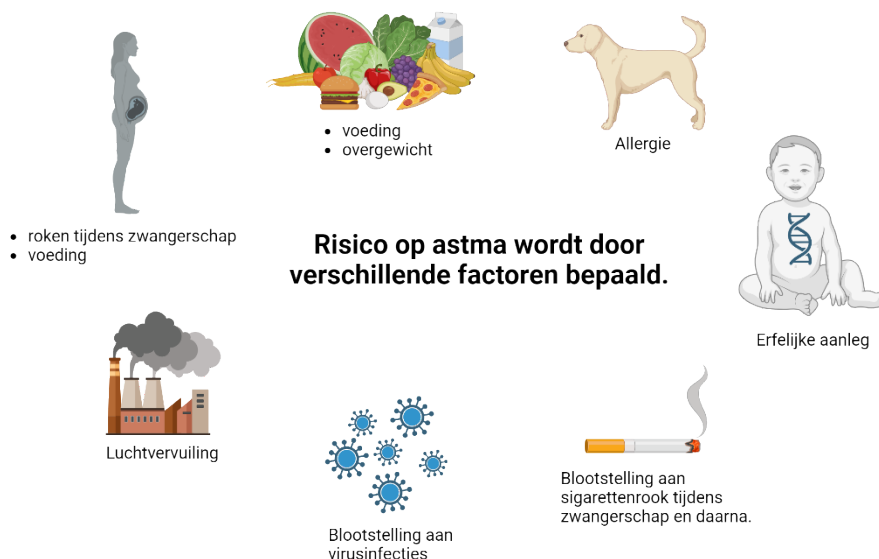 • voeding
• overgewicht
Allergie
• roken tijdens zwangerschap
• voeding
Risico op astma wordt door
verschillende factoren bepaald.
Erfelijke aanleg
Luchtvervuiling
Blootstelling aan
virusinfecties
Blootstelling aan
sigarettenrook tijdens
zwangerschap en daarna.